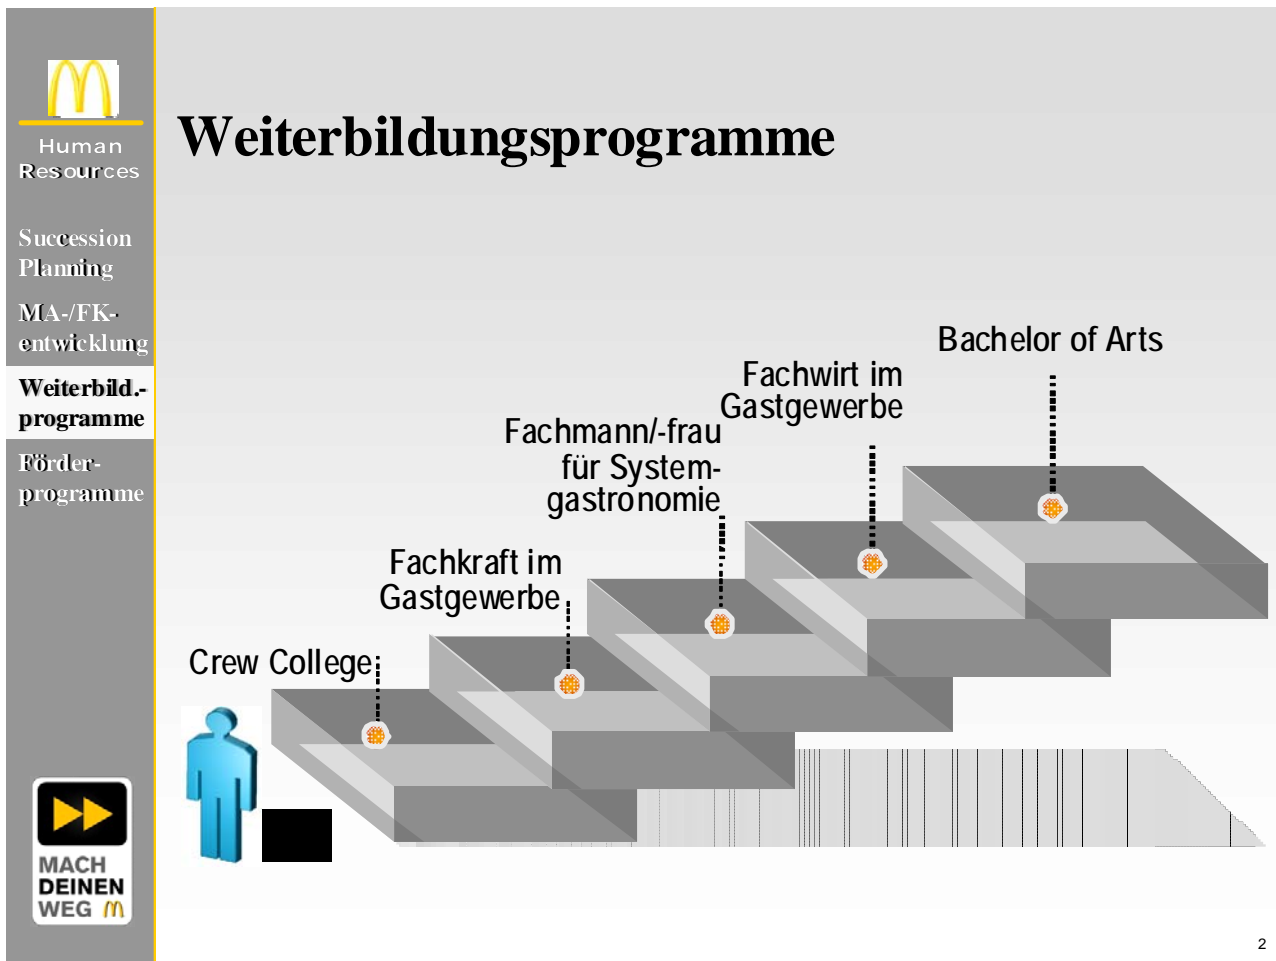 Human
Resources
Succession
Planning
MA-/FK-
entwicklung
Weiterbild.-
programme
Förder-
programme
MACH
DEINEN
WEG
Weiterbildungsprogramme
Bachelor of Arts
Fachwirt im
Gastgewerbe
Fachmann/-frau
für System-
gastronomie
Fachkraft im
Gastgewerbe
Crew College
2